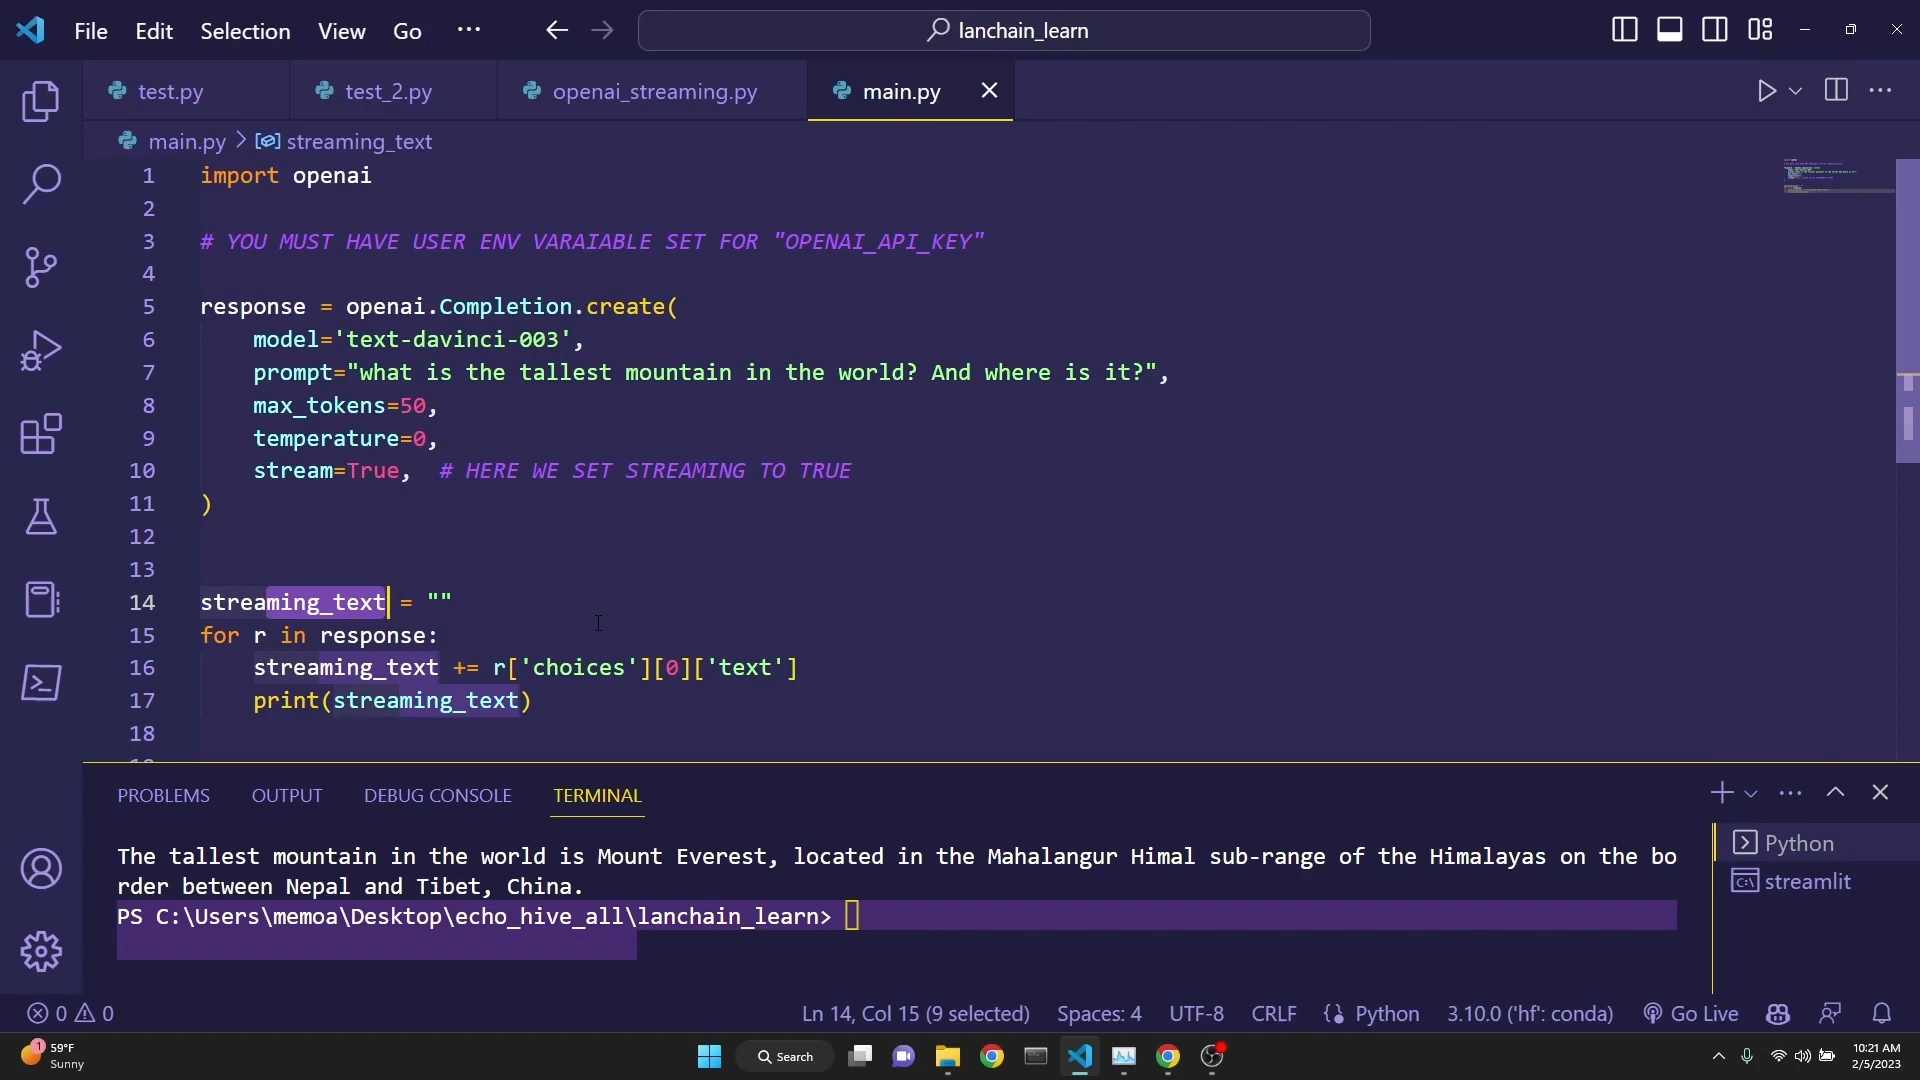 File Edit Selection View Go ··· lanchain_learn
test.py test_2.py openai_streaming.py main.py
main.py > streaming_text
1 import openai
2
3 # YOU MUST HAVE USER ENV VARAIABLE SET FOR "OPENAI_API_KEY"
4
5 response = openai.Completion.create(
6 model='text-davinci-003',
7 prompt="what is the tallest mountain in the world? And where is it?",
8 max_tokens=50,
9 temperature=0,
10 stream=True, # HERE WE SET STREAMING TO TRUE
11 )
12
13
14 streaming_text = ""
15 for r in response:
16 streaming_text += r['choices'][0]['text']
17 print(streaming_text)
18
PROBLEMS OUTPUT DEBUG CONSOLE TERMINAL
The tallest mountain in the world is Mount Everest, located in the Mahalangur Himal sub-range of the Himalayas on the bo
rder between Nepal and Tibet, China.
PS C:\Users\memoa\Desktop\echo_hive_all\lanchain_learn>
Python
streamlit
0 0 Ln 14, Col 15 (9 selected) Spaces: 4 UTF-8 CRLF Python 3.10.0 ('hf': conda) Go Live
1 59°F
Sunny
Search
10:21 AM
2/5/2023